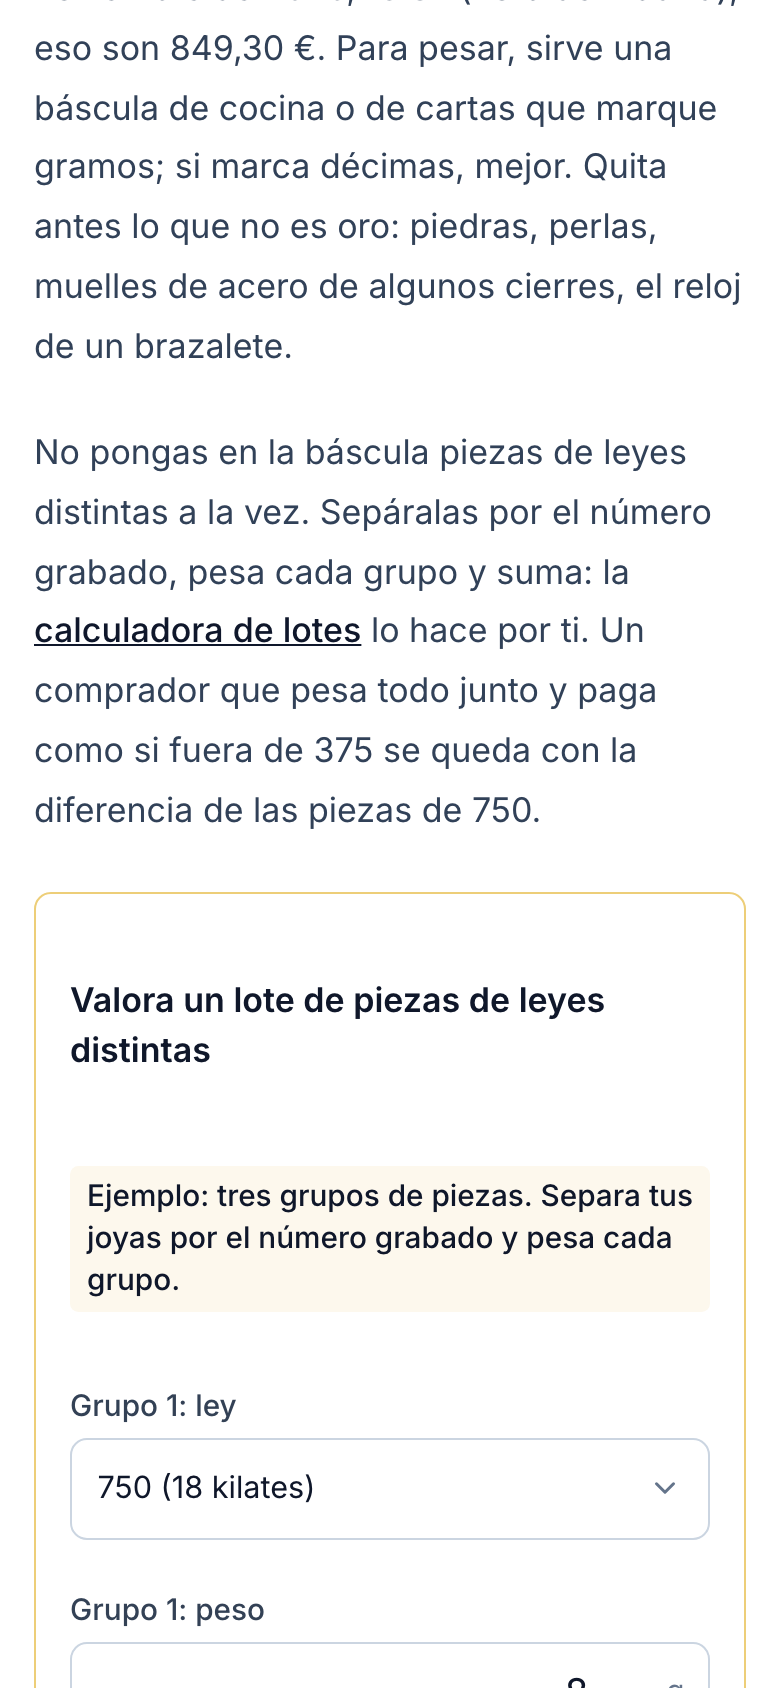 eso son 849,30 €. Para pesar, sirve una
báscula de cocina o de cartas que marque
gramos; si marca décimas, mejor. Quita
antes lo que no es oro: piedras, perlas,
muelles de acero de algunos cierres, el reloj
de un brazalete.
No pongas en la báscula piezas de leyes
distintas a la vez. Sepáralas por el número
grabado, pesa cada grupo y suma: la
calculadora de lotes lo hace por ti. Un
comprador que pesa todo junto y paga
como si fuera de 375 se queda con la
diferencia de las piezas de 750.
Valora un lote de piezas de leyes
distintas
Ejemplo: tres grupos de piezas. Separa tus
joyas por el número grabado y pesa cada
grupo.
Grupo 1: ley
750 (18 kilates)
Grupo 1: peso